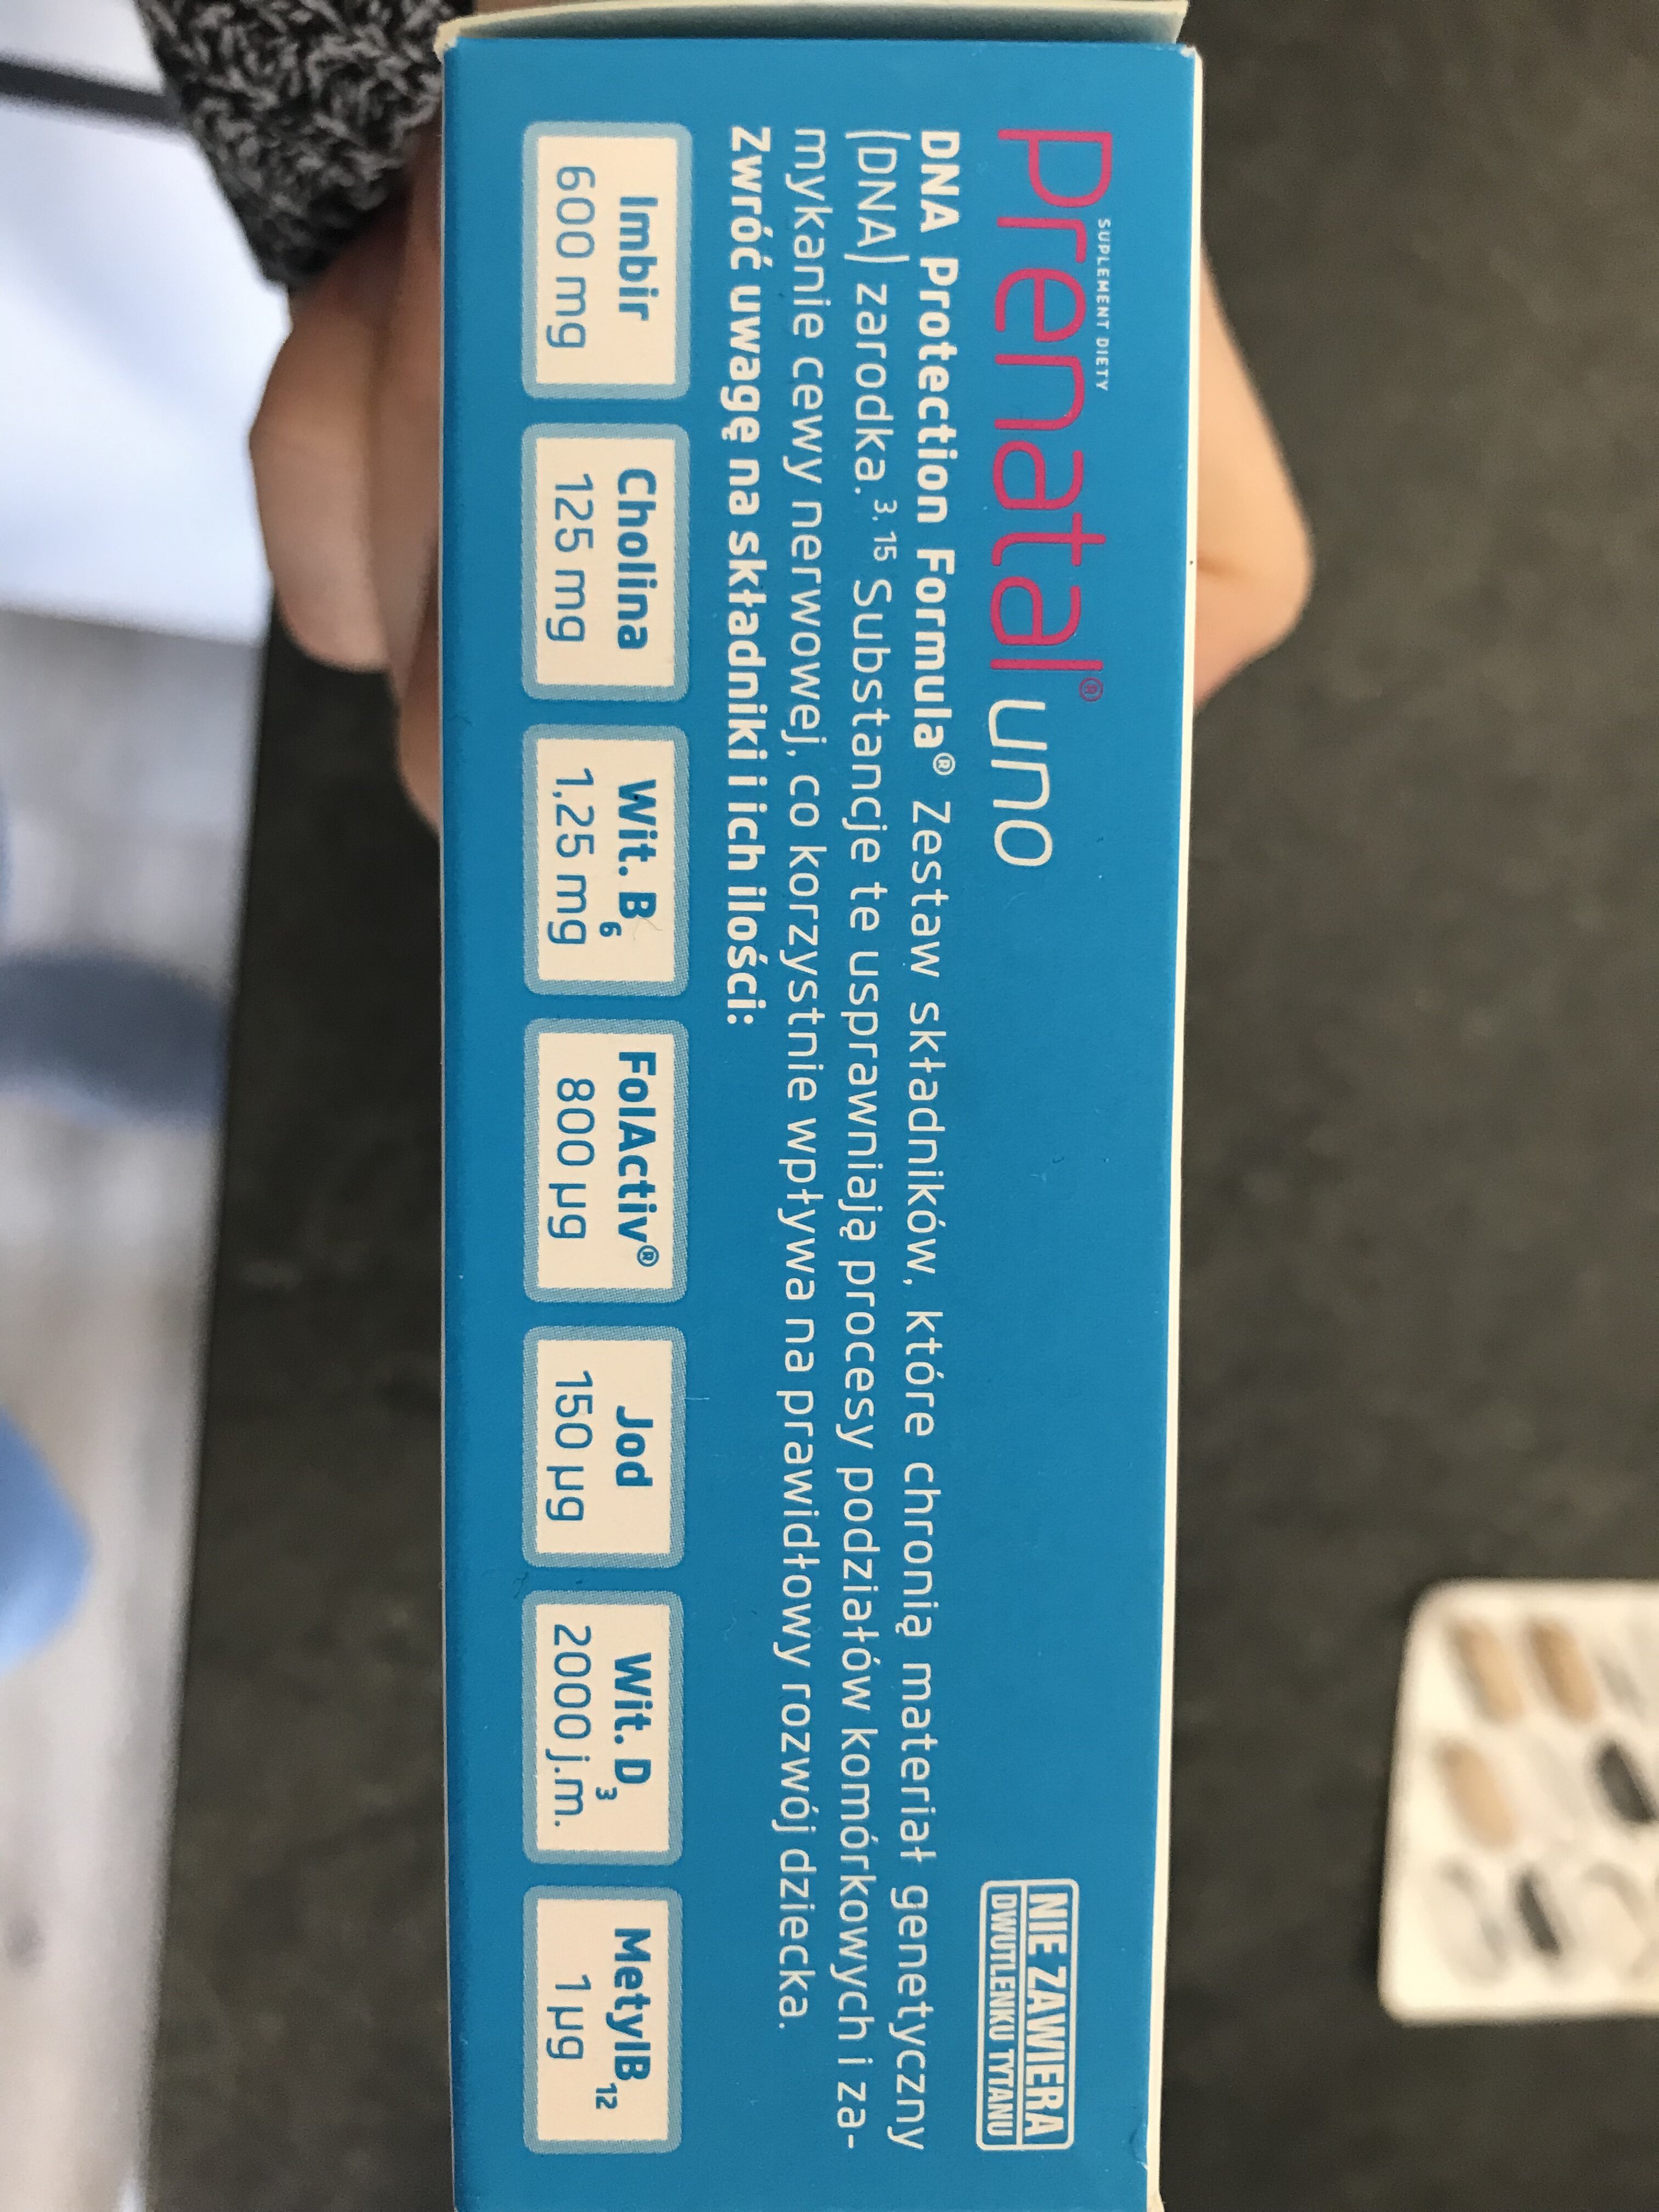 SUPLEMENT DIETY
Prenatal® uno
NIE ZAWIERA
DWUTLENKU TYTANU
DNA Protection Formula® Zestaw składników, które chronią materiał genetyczny
(DNA) zarodka.3, 15 Substancje te usprawniają procesy podziałów komórkowych i za-
mykanie cewy nerwowej, co korzystnie wpływa na prawidłowy rozwój dziecka.
Zwróć uwagę na składniki i ich ilości:
Imbir
600 mg
Cholina
125 mg
Wit. B6
1,25 mg
FolActiv®
800 µg
Jod
150 µg
Wit. D3
2000 j.m.
MetylB12
1 µg